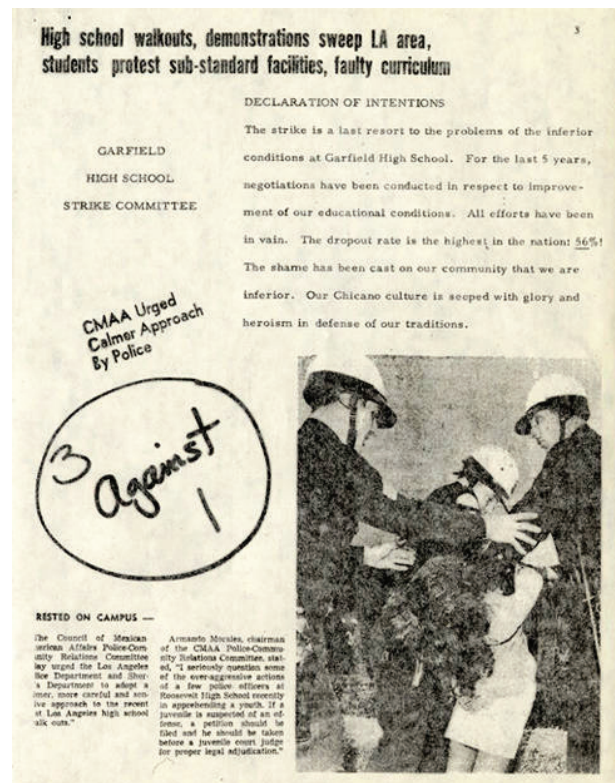 3
High school walkouts, demonstrations sweep LA area,
students protest sub-standard facilities, faulty curriculum
GARFIELD
HIGH SCHOOL
STRIKE COMMITTEE
DECLARATION OF INTENTIONS
The strike is a last resort to the problems of the inferior
conditions at Garfield High School. For the last 5 years,
negotiations have been conducted in respect to improve-
ment of our educational conditions. All efforts have been
in vain. The dropout rate is the highest in the nation: 56%!
The shame has been cast on our community that we are
inferior. Our Chicano culture is seeped with glory and
heroism in defense of our traditions.
CMAA Urged
Calmer Approach
By Police
3
Against
1
RESTED ON CAMPUS —
The Council of Mexican
erican Affairs Police-Com
nity Relations Committee
lay urged the Los Angeles
lice Department and Sher-
s Department to adopt a
mer, more careful and sen-
ive approach to the recent
st Los Angeles high school
alk outs."
Armando Morales, chairman
of the CMAA Police-Commu-
nity Relations Committee, stat-
ed, "I seriously question some
of the over-aggressive actions
of a few police officers at
Roosevelt High School recently
in apprehending a youth. If a
juvenile is suspected of an of-
fense, a petition should be
filed and he should be taken
before a juvenile court judge
for proper legal adjudication."